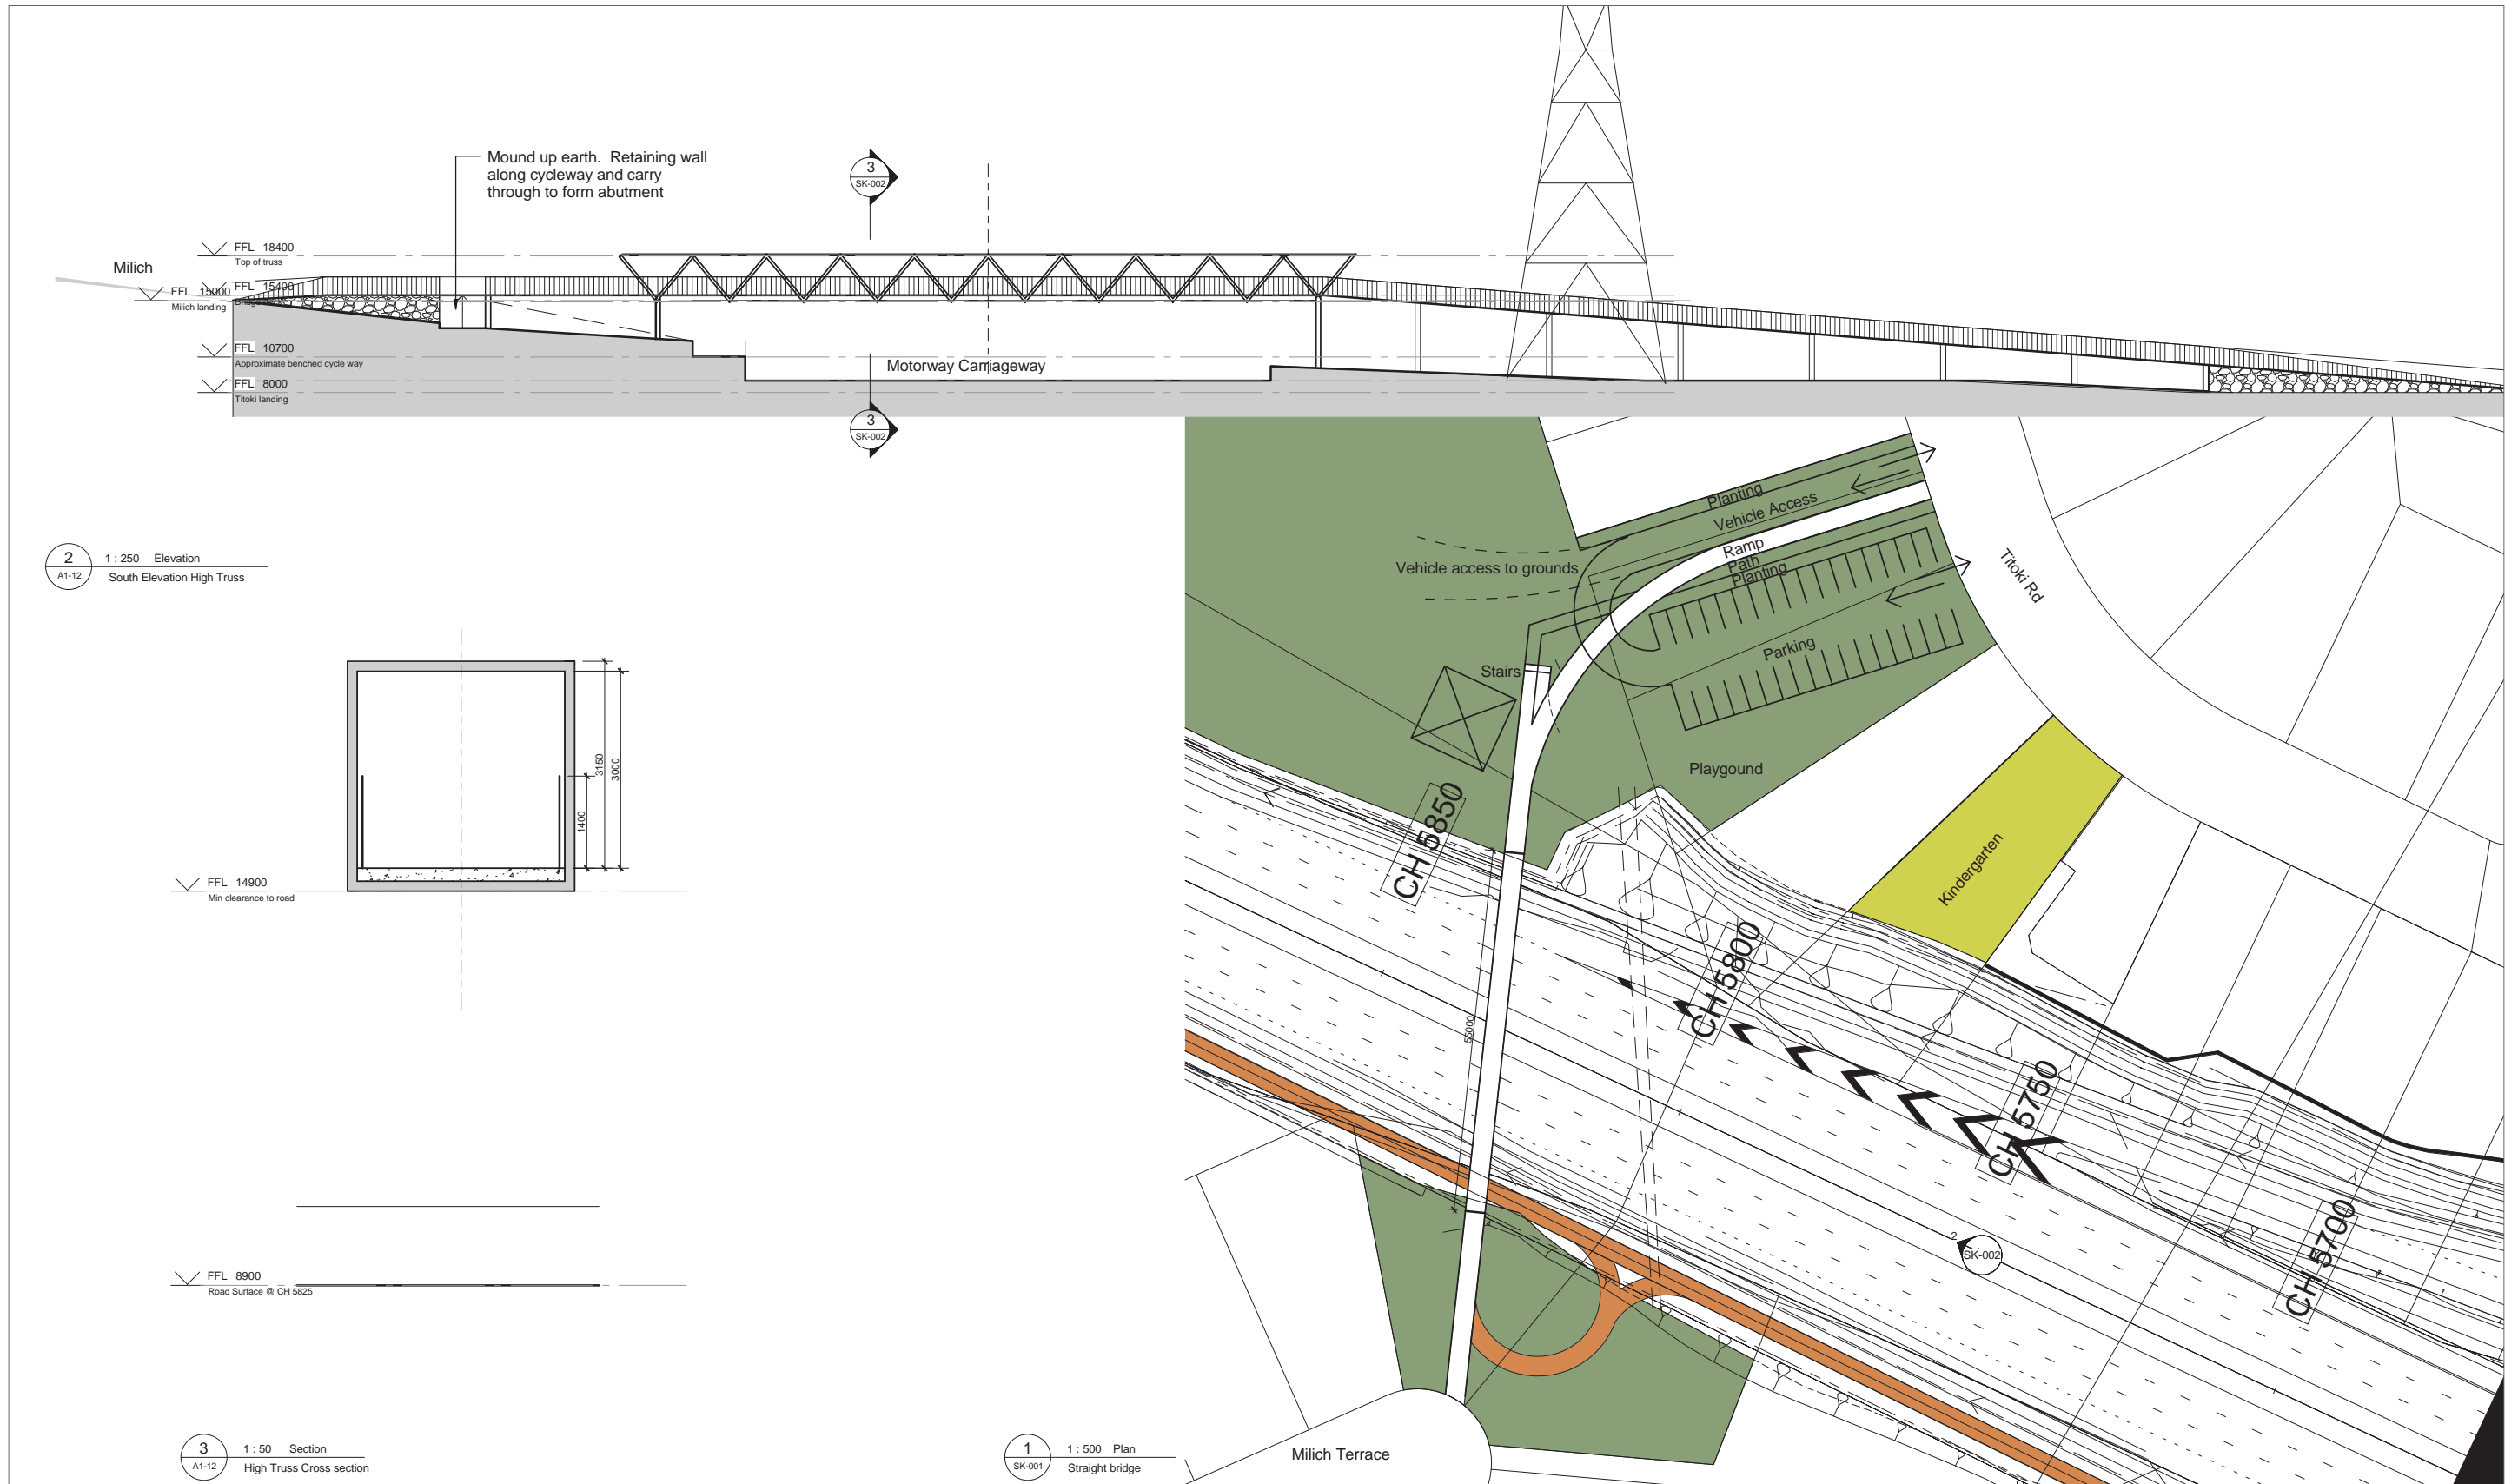 Mound up earth.  Retaining wall
along cycleway and carry
through to form abutment
3
SK-002
FFL  18400
Top of truss
Milich
FFL  15400
FFL  15000
Milich landing
FFL  10700
Approximate benched cycle way
FFL  8000
Titoki landing
Motorway Carriageway
3
SK-002
2
A1-12
1 : 250    Elevation
South Elevation High Truss
3150
3000
1400
FFL  14900
Min clearance to road
FFL  8900
Road Surface @ CH 5825
3
A1-12
1 : 50    Section
High Truss Cross section
1
SK-001
1 : 500   Plan
Straight bridge
Planting
Vehicle Access
Ramp
Path
Planting
Vehicle access to grounds
Titoki Rd
Parking
Stairs
Playgound
CH 5850
Kindergarten
CH 5800
55000
CH 5750
2
SK-002
CH 5700
Milich Terrace